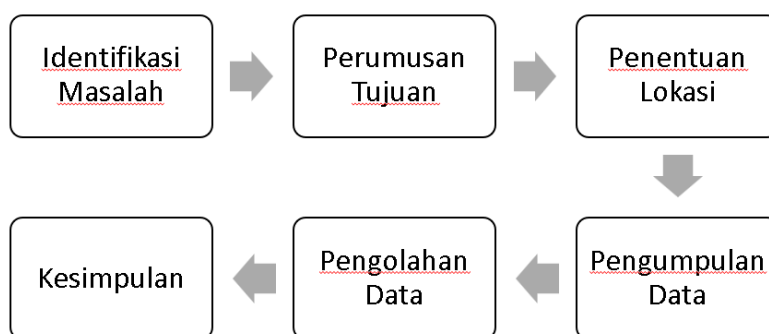 Identifikasi
Masalah
Perumusan
Tujuan
Penentuan
Lokasi
Pengumpulan
Data
Pengolahan
Data
Kesimpulan